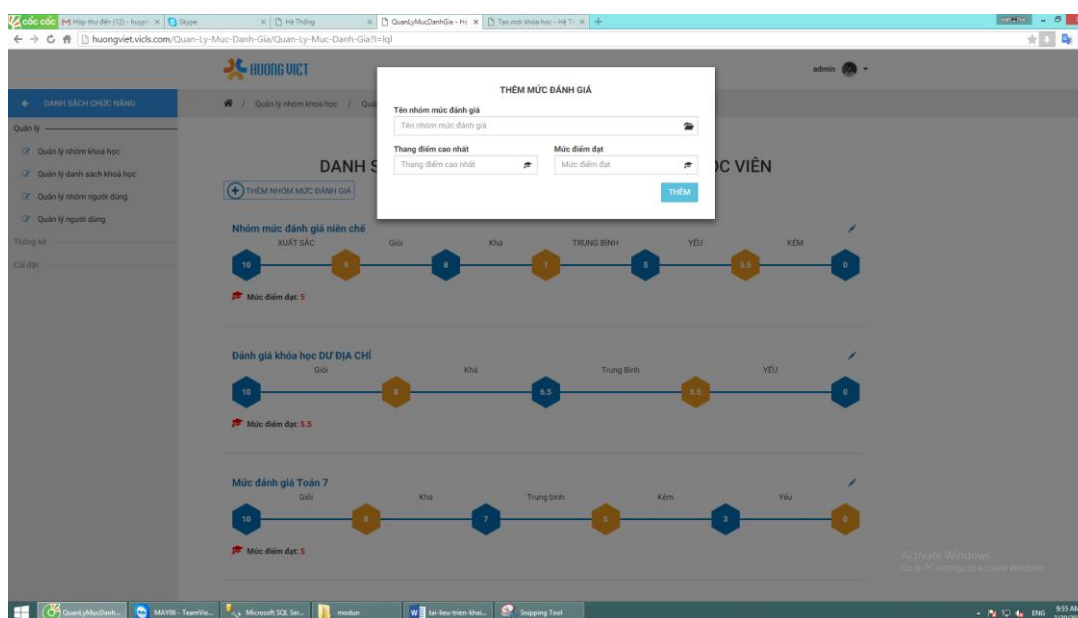 cốc cốc
Hộp thư đến (12) - huypi
Skype
Hệ Thống
QuanLyMucDanhGia - Hệ
Tạo mới khóa học - Hệ Th
huongviet.vicls.com/Quan-Ly-Muc-Danh-Gia/Quan-Ly-Muc-Danh-Gia?l=lql
HUONG VIET
admin
DANH SÁCH CHỨC NĂNG
/ Quản lý nhóm khoá học / Quả
Quản lý
Quản lý nhóm khoá học
Quản lý danh sách khoá học
Quản lý nhóm người dùng
Quản lý người dùng
Thống kê
Cài đặt
THÊM MỨC ĐÁNH GIÁ
Tên nhóm mức đánh giá
Tên nhóm mức đánh giá
Thang điểm cao nhất Mức điểm đạt
Thang điểm cao nhất Mức điểm đạt
THÊM
DANH S ỌC VIÊN
THÊM NHÓM MỨC ĐÁNH GIÁ
Nhóm mức đánh giá niên chế
XUẤT SẮC Giỏi Khá TRUNG BÌNH YẾU KÉM
10 9 8 7 5 3.5 0
Mức điểm đạt: 5
Đánh giá khóa học DƯ ĐỊA CHÍ
Giỏi Khá Trung Bình YẾU
10 8 6.5 5.5 0
Mức điểm đạt: 5.5
Mức đánh giá Toán 7
Giỏi Khá Trung bình Kém Yếu
10 8 7 5 3 0
Mức điểm đạt: 5
Activate Windows
Go to PC settings to activate Windows.
QuanLyMucDanh...
MAY06 - TeamVie...
Microsoft SQL Ser...
modun
tai-lieu-trien-khai...
Snipping Tool
ENG
9:55 AM